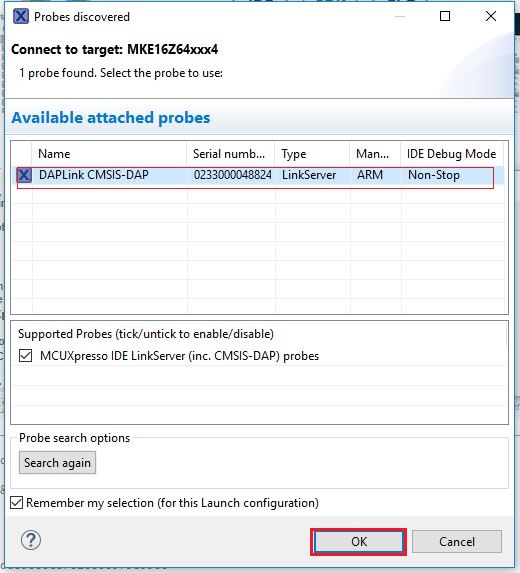 Probes discovered
Connect to target: MKE16Z64xxx4
1 probe found. Select the probe to use:
Available attached probes
Name Serial numb... Type Man... IDE Debug Mode
DAPLink CMSIS-DAP 0233000048824 LinkServer ARM Non-Stop
Supported Probes (tick/untick to enable/disable)
MCUXpresso IDE LinkServer (inc. CMSIS-DAP) probes
Probe search options
Search again
Remember my selection (for this Launch configuration)
OK Cancel